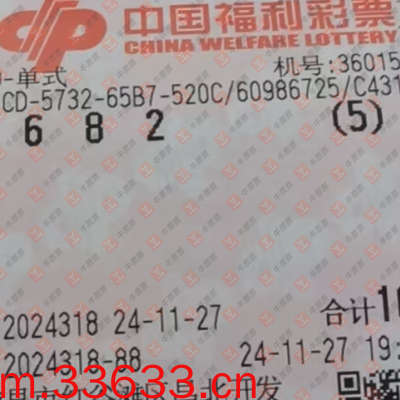 中国福利彩票
CHINA WELFARE LOTTERY
单式
机号:36015
CD-5732-65B7-520C/60986725/C431
6 8 2 (5)
2024318 24-11-27
合计10
2024318-88 24-11-27 19:
m.33633.cn